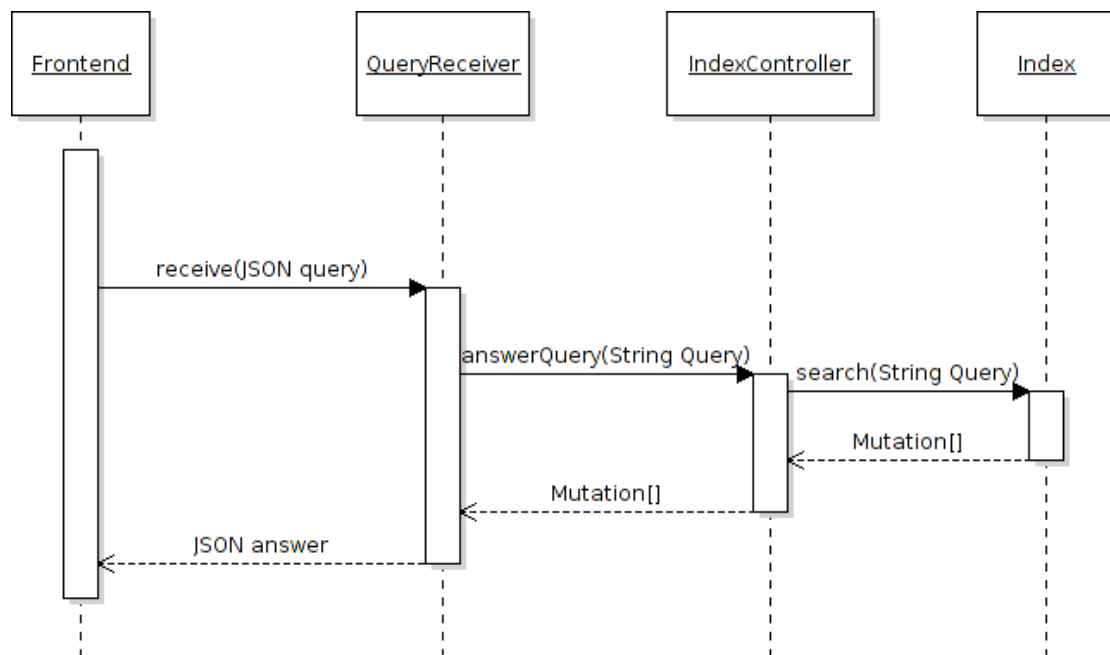 Frontend
QueryReceiver
IndexController
Index
receive(JSON query)
answerQuery(String Query)
search(String Query)
Mutation[]
Mutation[]
JSON answer